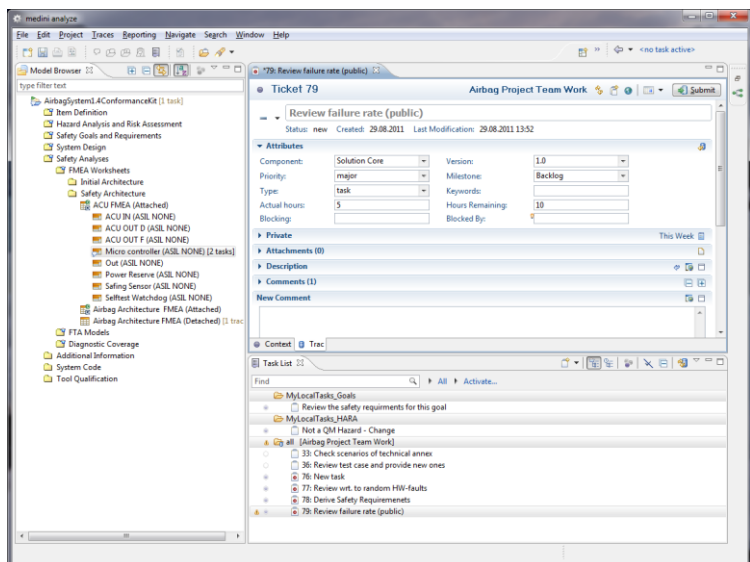 medini analyze
File Edit Project Traces Reporting Navigate Search Window Help
<no task active>
Model Browser
type filter text
AirbagSystem1.4ConformanceKit [1 task]
Item Definition
Hazard Analysis and Risk Assessment
Safety Goals and Requirements
System Design
Safety Analyses
FMEA Worksheets
Initial Architecture
Safety Architecture
ACU FMEA (Attached)
ACU IN (ASIL NONE)
ACU OUT D (ASIL NONE)
ACU OUT F (ASIL NONE)
Micro controller (ASIL NONE) [2 tasks]
Out (ASIL NONE)
Power Reserve (ASIL NONE)
Safing Sensor (ASIL NONE)
Selftest Watchdog (ASIL NONE)
Airbag Architecture FMEA (Attached)
Airbag Architecture FMEA (Detached) [1 trac
FTA Models
Diagnostic Coverage
Additional Information
System Code
Tool Qualification
*79: Review failure rate (public)
Ticket 79
Airbag Project Team Work
Submit
Review failure rate (public)
Status: new Created: 29.08.2011 Last Modification: 29.08.2011 13:52
Attributes
Component: Solution Core Version: 1.0
Priority: major Milestone: Backlog
Type: task Keywords:
Actual hours: 5 Hours Remaining: 10
Blocking: Blocked By:
Private This Week
Attachments (0)
Description
Comments (1)
New Comment
Context Trac
Task List
Find All Activate...
MyLocalTasks_Goals
Review the safety requirments for this goal
MyLocalTasks_HARA
Not a QM Hazard - Change
all [Airbag Project Team Work]
33: Check scenarios of technical annex
36: Review test case and provide new ones
76: New task
77: Review wrt. to random HW-faults
78: Derive Safety Requiremenets
79: Review failure rate (public)